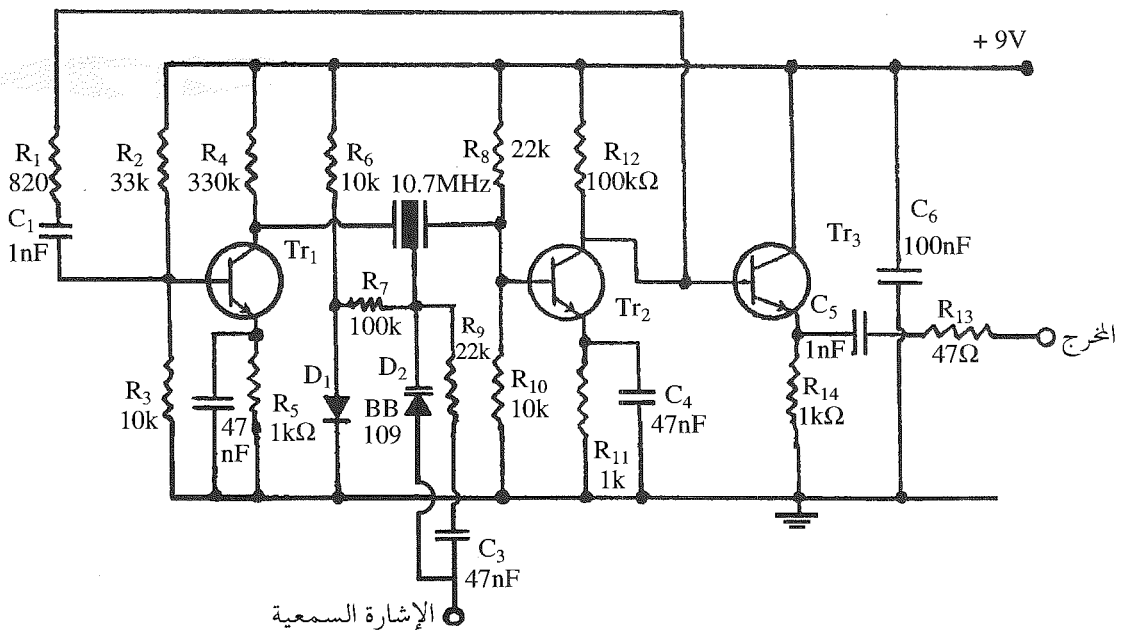 + 9V
R1
820
R2
33k
R4
330k
R6
10k
R8
22k
R12
100kΩ
C1
1nF
10.7MHz
C6
100nF
Tr1
Tr2
Tr3
R7
100k
R9
22k
C5
1nF
R13
47Ω
المخرج
R3
10k
47
nF
R5
1kΩ
D1
D2
BB
109
R10
10k
C4
47nF
R11
1k
R14
1kΩ
C3
47nF
الإشارة السمعية